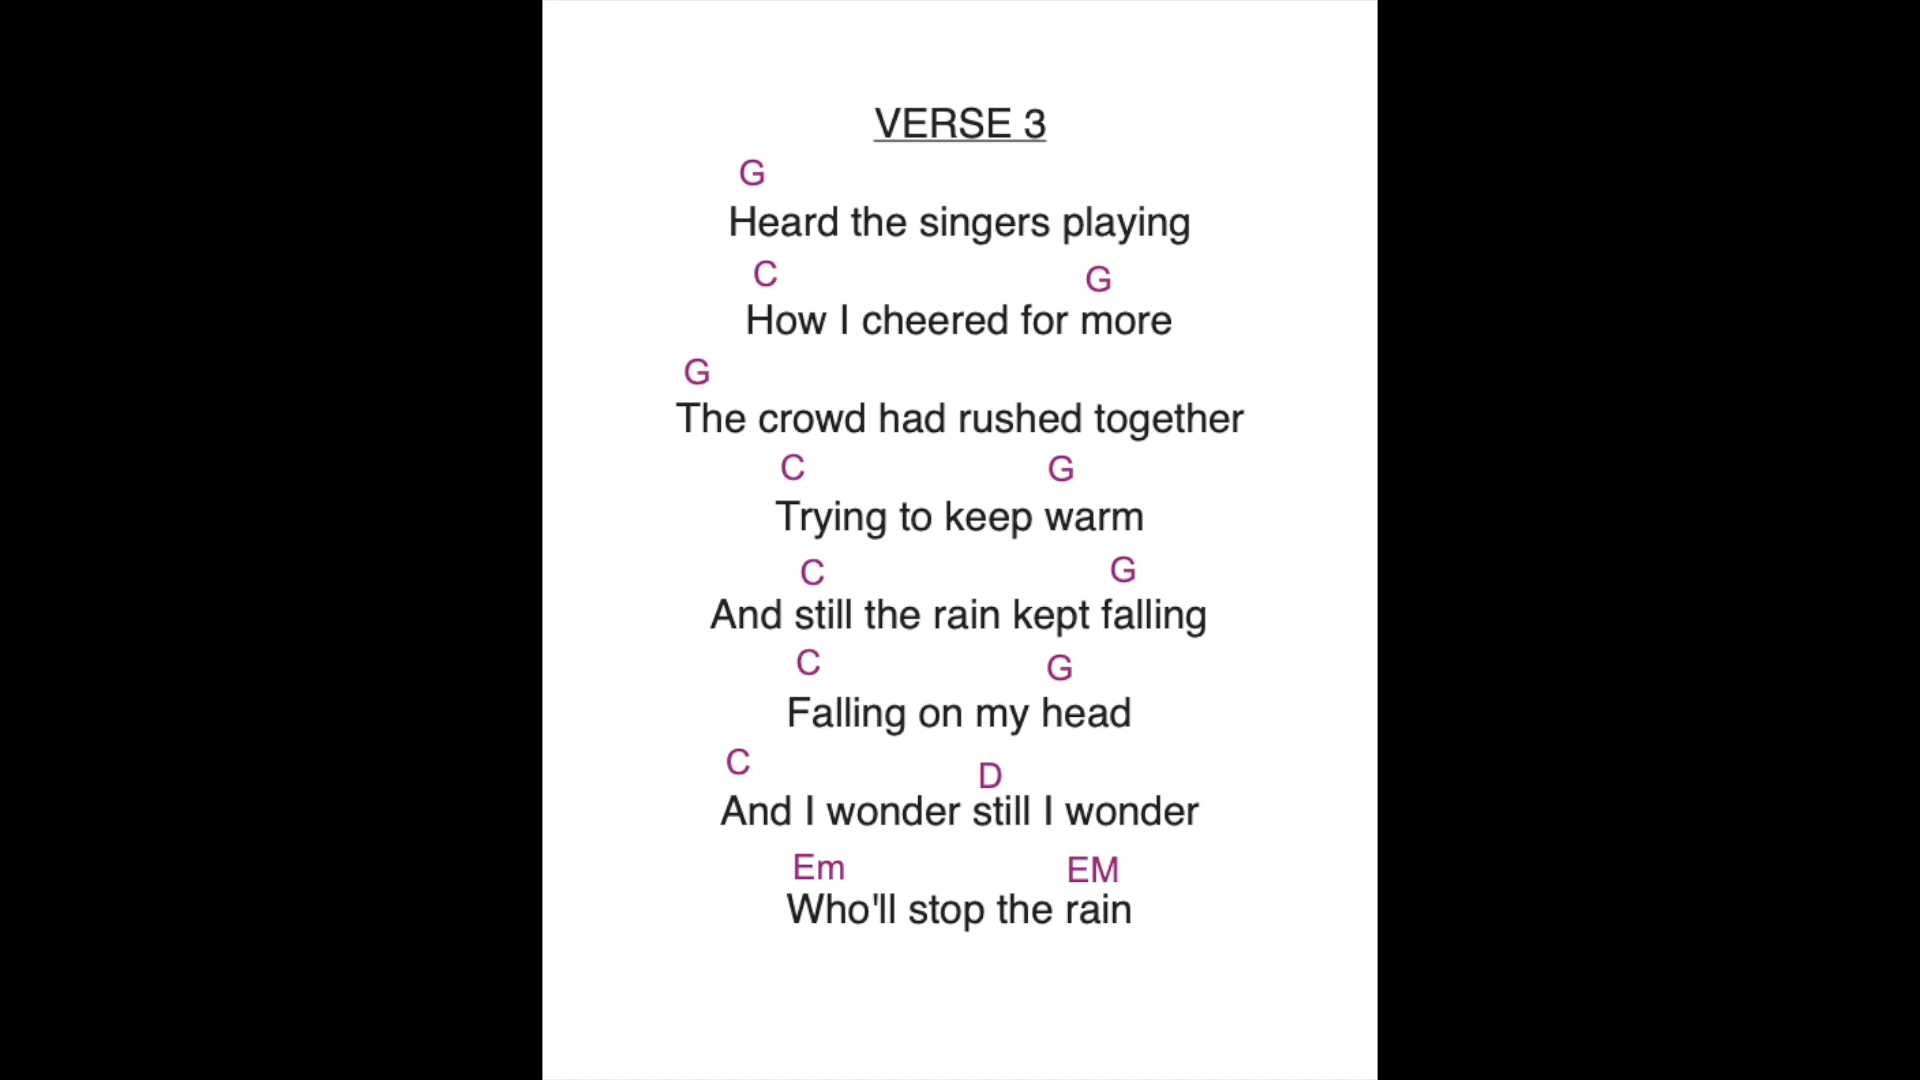 VERSE 3
G
Heard the singers playing
C G
How I cheered for more
G
The crowd had rushed together
C G
Trying to keep warm
C G
And still the rain kept falling
C G
Falling on my head
C D
And I wonder still I wonder
Em EM
Who'll stop the rain